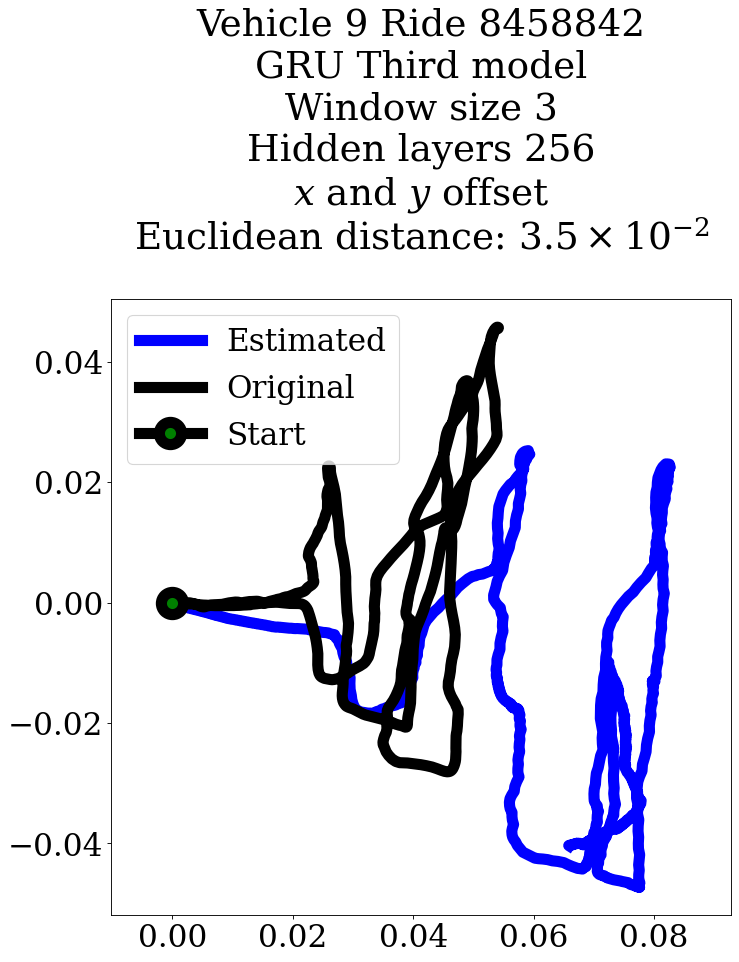 Vehicle 9 Ride 8458842
GRU Third model
Window size 3
Hidden layers 256
x and y offset
Euclidean distance: 3.5 × 10⁻²
Estimated
Original
Start
0.04
0.02
0.00
−0.02
−0.04
0.00 0.02 0.04 0.06 0.08